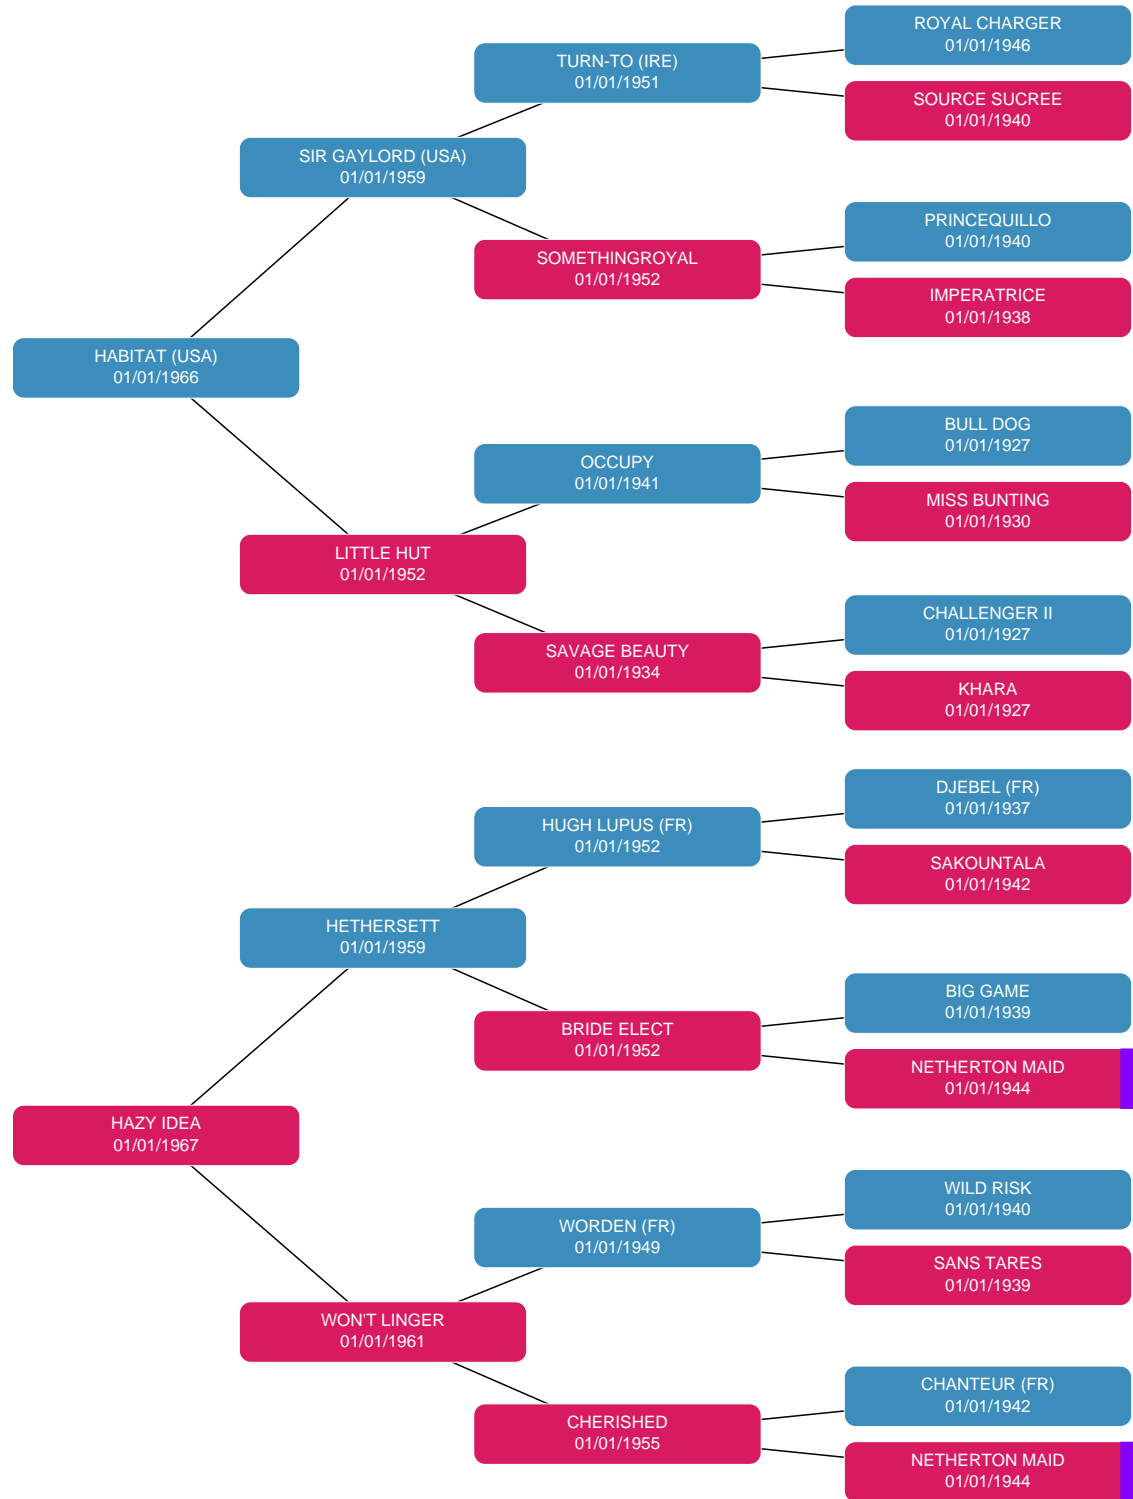 ROYAL CHARGER
01/01/1946
TURN-TO (IRE)
01/01/1951
SOURCE SUCREE
01/01/1940
SIR GAYLORD (USA)
01/01/1959
PRINCEQUILLO
01/01/1940
SOMETHINGROYAL
01/01/1952
IMPERATRICE
01/01/1938
HABITAT (USA)
01/01/1966
BULL DOG
01/01/1927
OCCUPY
01/01/1941
MISS BUNTING
01/01/1930
LITTLE HUT
01/01/1952
CHALLENGER II
01/01/1927
SAVAGE BEAUTY
01/01/1934
KHARA
01/01/1927
DJEBEL (FR)
01/01/1937
HUGH LUPUS (FR)
01/01/1952
SAKOUNTALA
01/01/1942
HETHERSETT
01/01/1959
BIG GAME
01/01/1939
BRIDE ELECT
01/01/1952
NETHERTON MAID
01/01/1944
HAZY IDEA
01/01/1967
WILD RISK
01/01/1940
WORDEN (FR)
01/01/1949
SANS TARES
01/01/1939
WON'T LINGER
01/01/1961
CHANTEUR (FR)
01/01/1942
CHERISHED
01/01/1955
NETHERTON MAID
01/01/1944